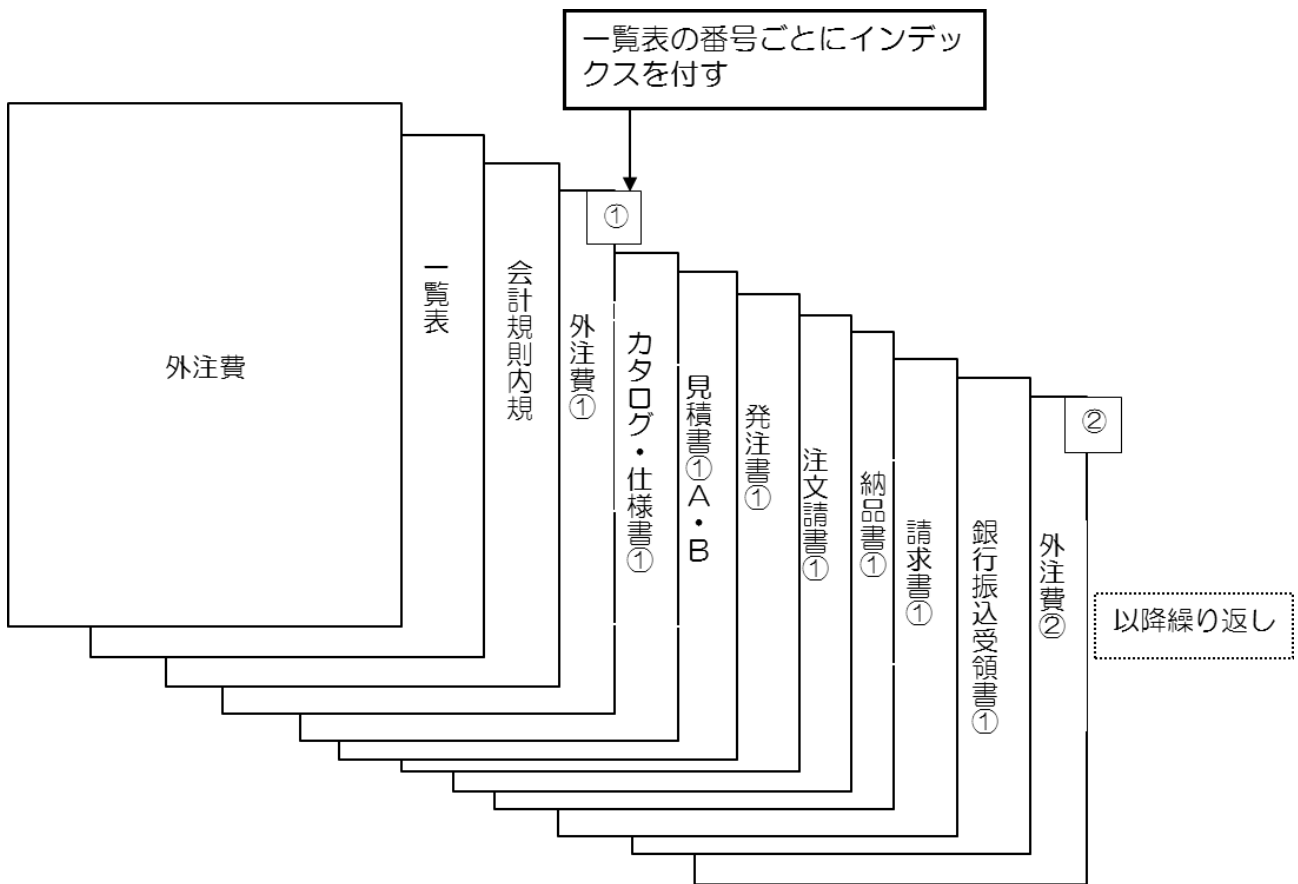 一覧表の番号ごとにインデッ
クスを付す
外注費
一覧表
会計規則内規
外注費①
①
カタログ・仕様書①
見積書①A・B
発注書①
注文請書①
納品書①
請求書①
銀行振込受領書①
外注費②
②
以降繰り返し